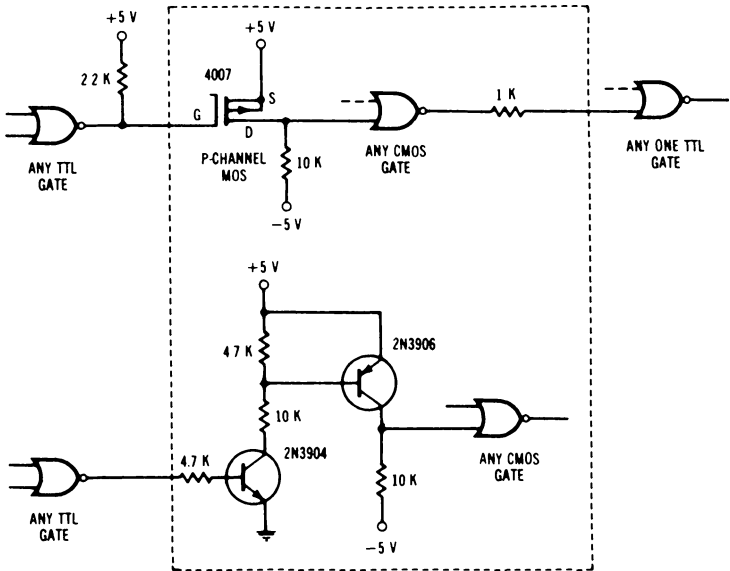 +5 V
+5 V
22 K
4007
S
G
D
1 K
ANY TTL
GATE
P-CHANNEL
MOS
10 K
ANY CMOS
GATE
ANY ONE TTL
GATE
−5 V
+5 V
47 K
2N3906
10 K
4.7 K
2N3904
ANY CMOS
GATE
10 K
ANY TTL
GATE
−5 V